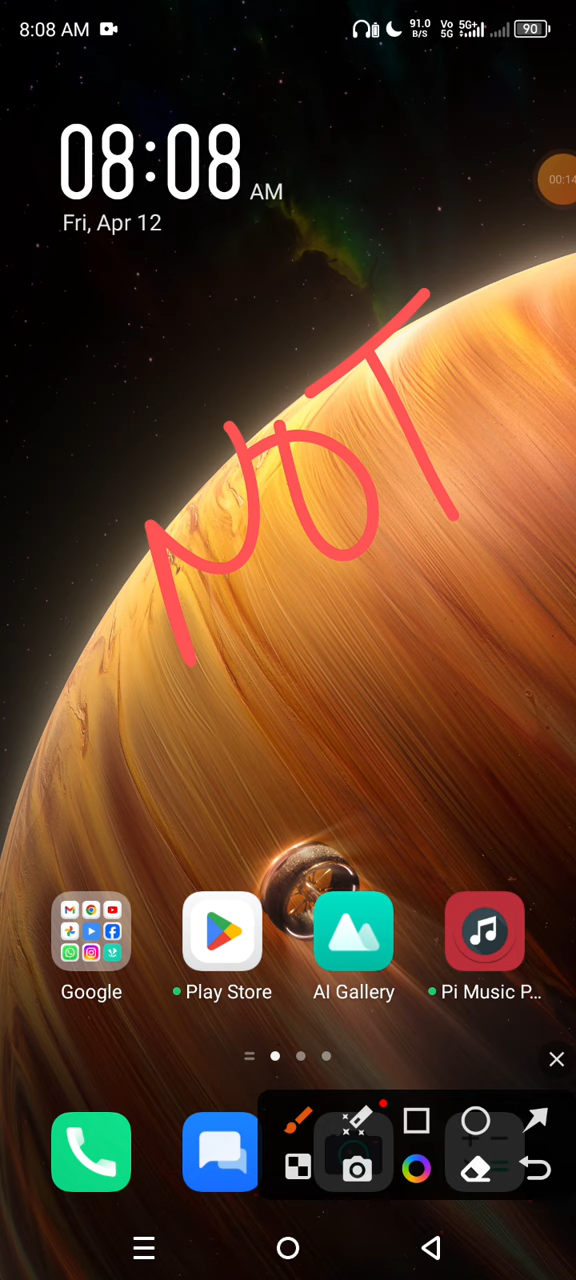 8:08 AM 91.0 B/S Vo 5G 5G+ 90
08:08 AM
Fri, Apr 12
00:14
NOT
Google Play Store AI Gallery Pi Music P...